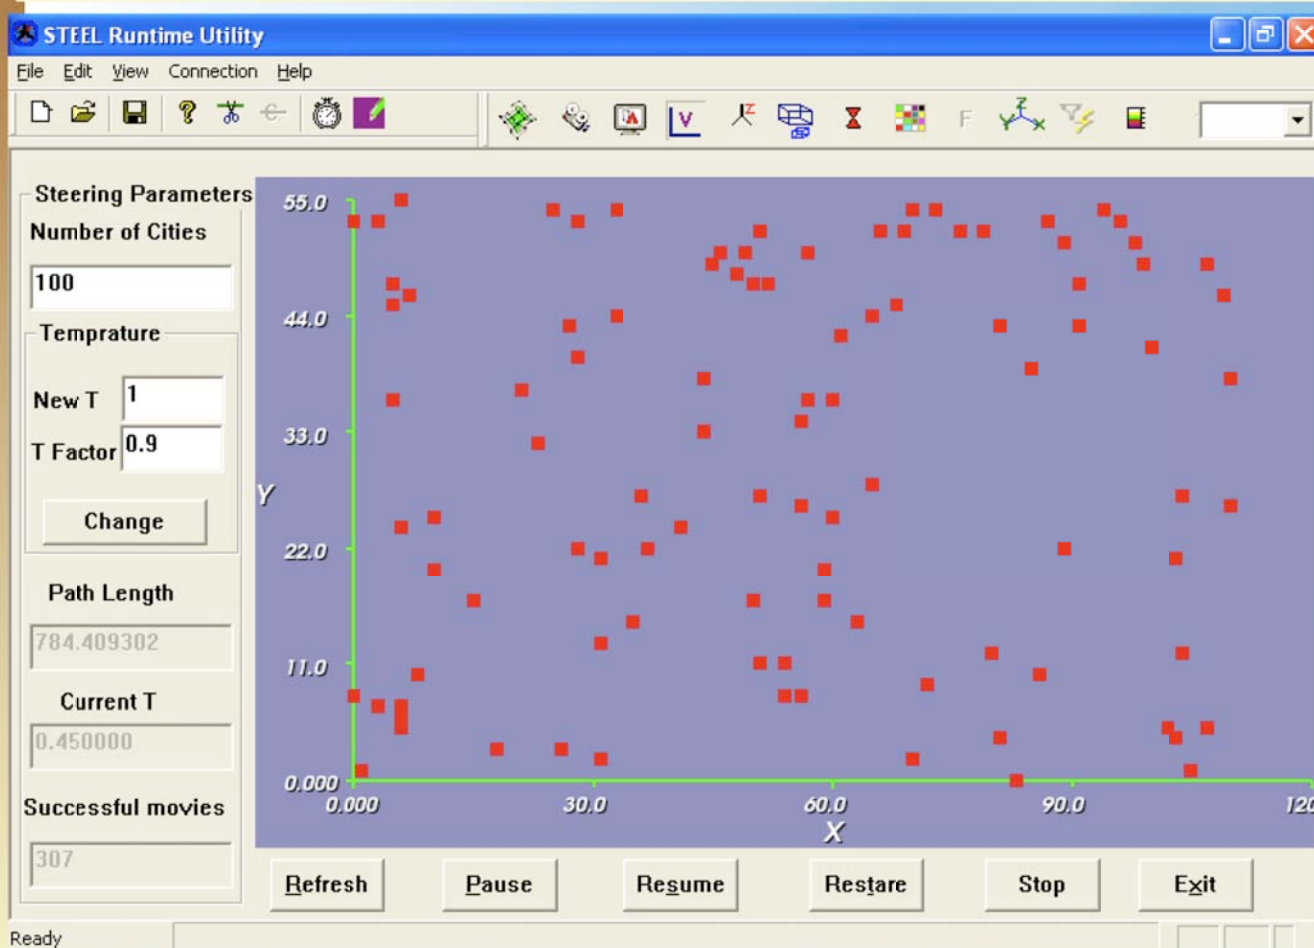 STEEL Runtime Utility
File Edit View Connection Help
Steering Parameters
Number of Cities
100
Temprature
New T 1
T Factor 0.9
Change
Path Length
784.409302
Current T
0.450000
Successful movies
307
55.0
44.0
33.0
Y
22.0
11.0
0.000
0.000 30.0 60.0 90.0 120
X
Refresh Pause Resume Restare Stop Exit
Ready